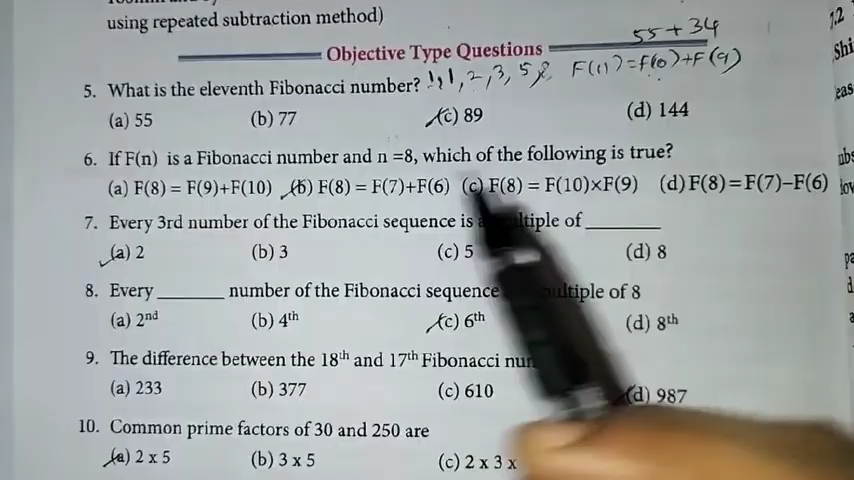 using repeated subtraction method)
55 + 34
Objective Type Questions
5. What is the eleventh Fibonacci number? 1, 1, 2, 3, 5, 8, F(11) = F(10) + F(9)
(a) 55 (b) 77 (c) 89 (d) 144
6. If F(n) is a Fibonacci number and n =8, which of the following is true?
(a) F(8) = F(9)+F(10) (b) F(8) = F(7)+F(6) (c) F(8) = F(10)×F(9) (d) F(8)=F(7)−F(6)
7. Every 3rd number of the Fibonacci sequence is of ______
(a) 2 (b) 3 (c) 5 (d) 8
8. Every ______ number of the Fibonacci sequence of 8
(a) 2nd (b) 4th (c) 6th (d) 8th
9. The difference between the 18th and 17th Fibonacci
(a) 233 (b) 377 (c) 610 (d) 987
10. Common prime factors of 30 and 250 are
(a) 2 x 5 (b) 3 x 5 (c) 2 x 3 x